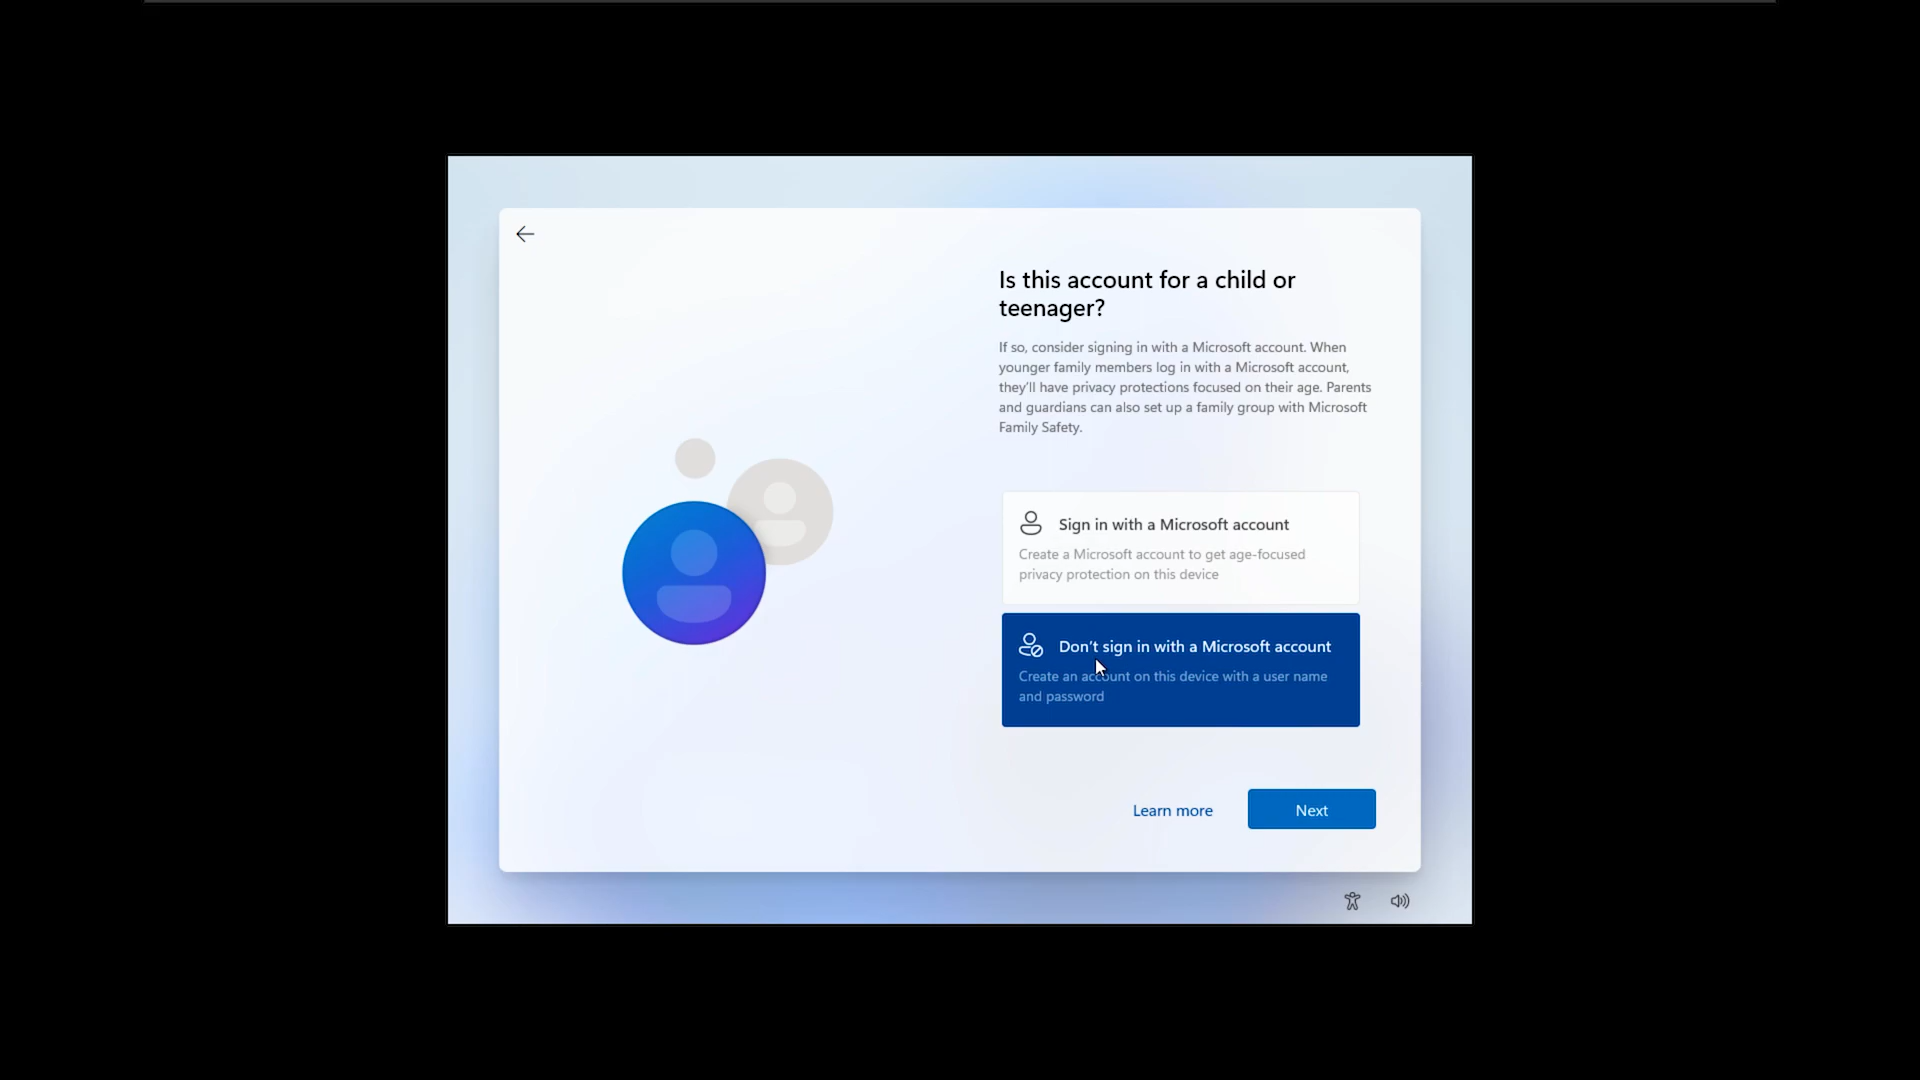 Is this account for a child or
teenager?
If so, consider signing in with a Microsoft account. When
younger family members log in with a Microsoft account,
they'll have privacy protections focused on their age. Parents
and guardians can also set up a family group with Microsoft
Family Safety.
Sign in with a Microsoft account
Create a Microsoft account to get age-focused
privacy protection on this device
Don't sign in with a Microsoft account
Create an account on this device with a user name
and password
Learn more
Next